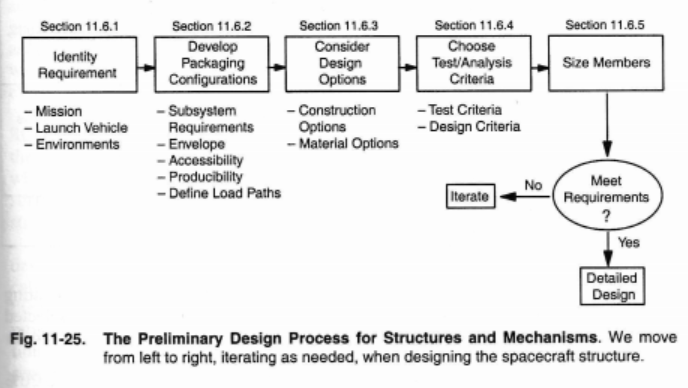 Section 11.6.1
Section 11.6.2
Section 11.6.3
Section 11.6.4
Section 11.6.5
Identity
Requirement
Develop
Packaging
Configurations
Consider
Design
Options
Choose
Test/Analysis
Criteria
Size Members
– Mission
– Launch Vehicle
– Environments
– Subsystem
Requirements
– Envelope
– Accessibility
– Producibility
– Define Load Paths
– Construction
Options
– Material Options
– Test Criteria
– Design Criteria
Meet
Requirements
?
No
Iterate
Yes
Detailed
Design
Fig. 11-25. The Preliminary Design Process for Structures and Mechanisms. We move
from left to right, iterating as needed, when designing the spacecraft structure.